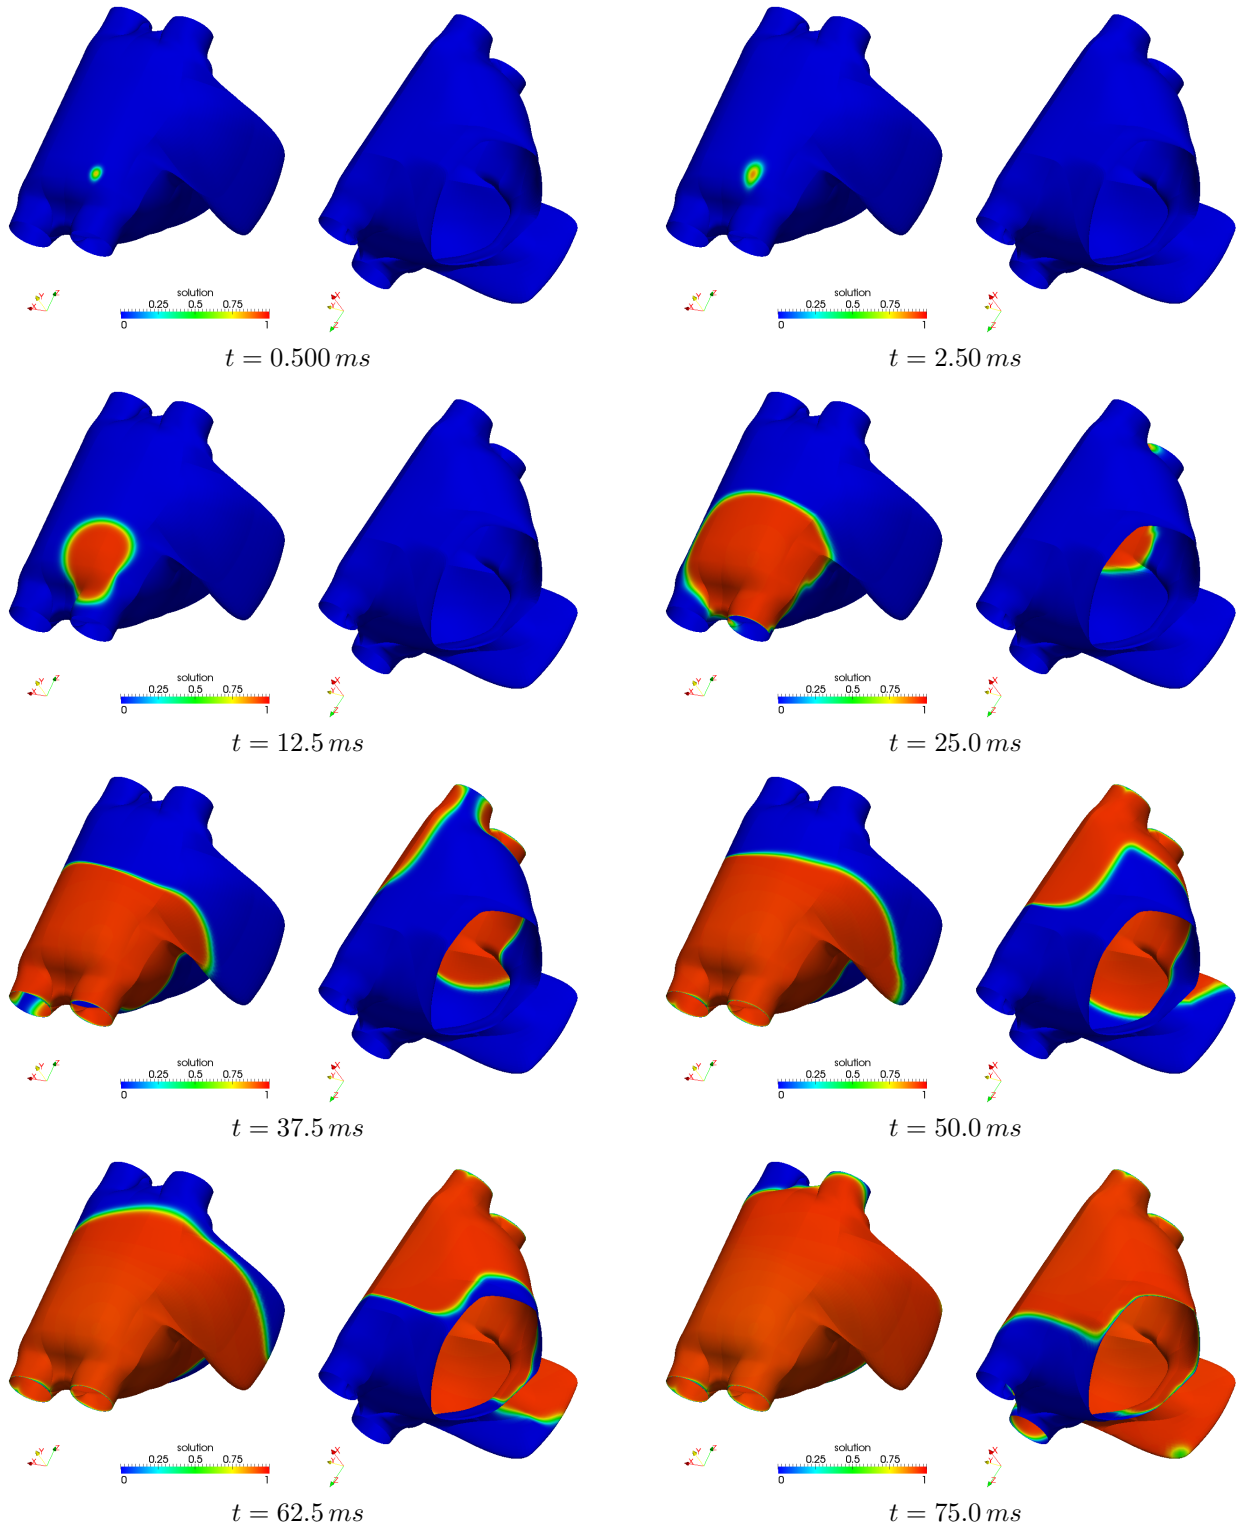 solution
0.25 0.5 0.75
0 1
X Y Z
X Y Z
t = 0.500 ms
solution
0.25 0.5 0.75
0 1
X Y Z
X Y Z
t = 2.50 ms
solution
0.25 0.5 0.75
0 1
X Y Z
X Y Z
t = 12.5 ms
solution
0.25 0.5 0.75
0 1
X Y Z
X Y Z
t = 25.0 ms
solution
0.25 0.5 0.75
0 1
X Y Z
X Y Z
t = 37.5 ms
solution
0.25 0.5 0.75
0 1
X Y Z
X Y Z
t = 50.0 ms
solution
0.25 0.5 0.75
0 1
X Y Z
X Y Z
t = 62.5 ms
solution
0.25 0.5 0.75
0 1
X Y Z
X Y Z
t = 75.0 ms